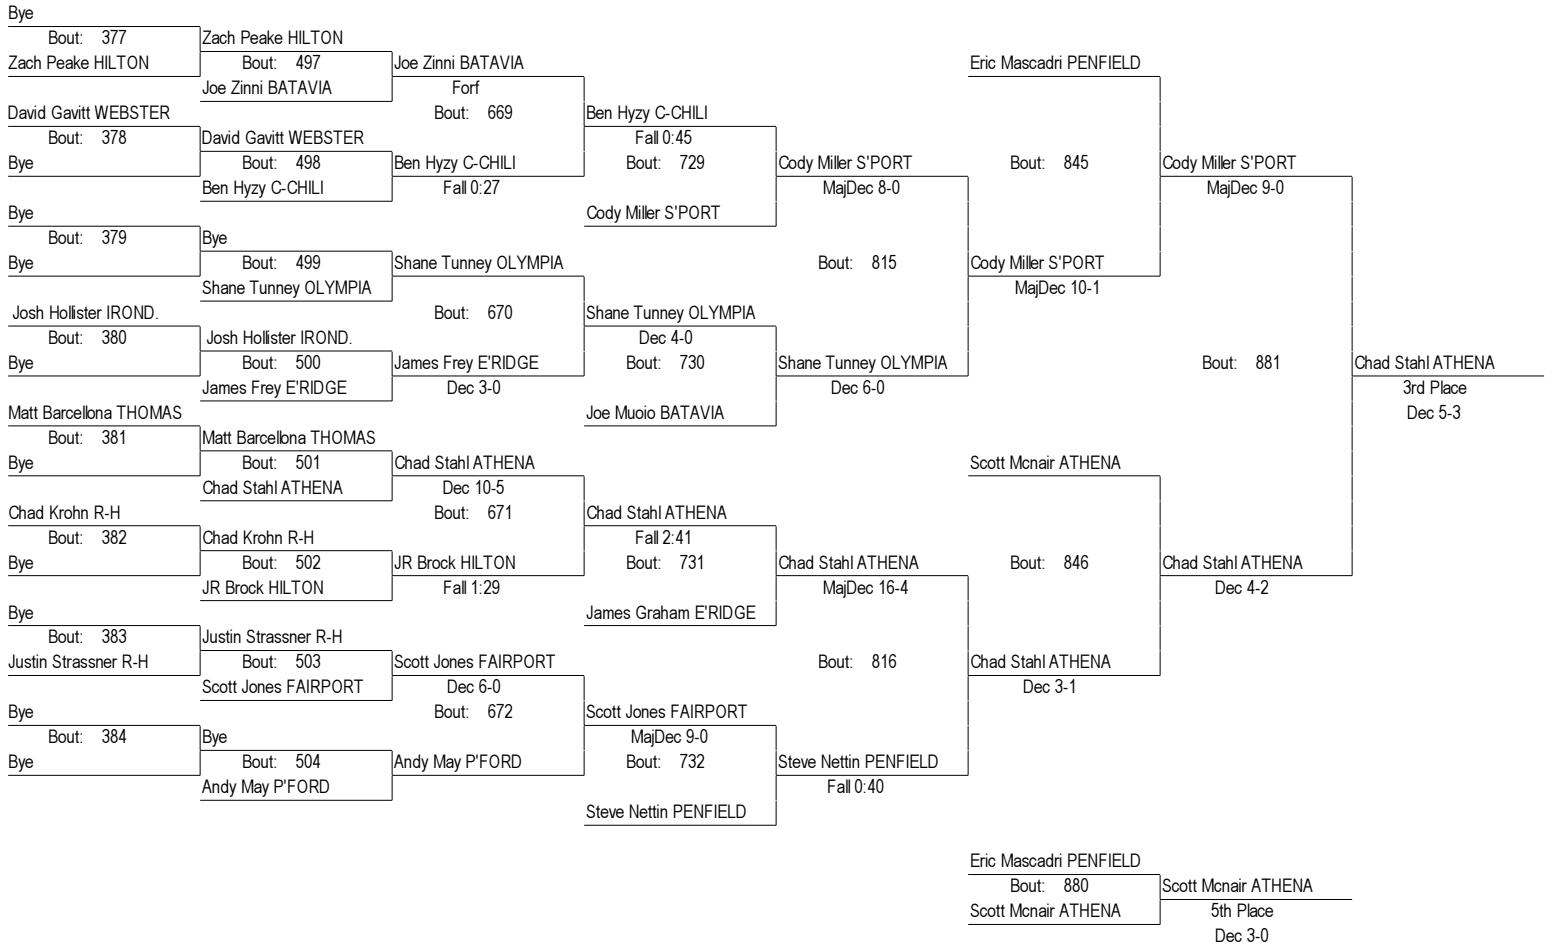 Bye
Bout: 377
Zach Peake HILTON
David Gavitt WEBSTER
Bout: 378
Bye
Bye
Bout: 379
Bye
Josh Hollister IROND.
Bout: 380
Bye
Matt Barcellona THOMAS
Bout: 381
Bye
Chad Krohn R-H
Bout: 382
Bye
Bye
Bout: 383
Justin Strassner R-H
Bye
Bout: 384
Bye
Zach Peake HILTON
Bout: 497
Joe Zinni BATAVIA
David Gavitt WEBSTER
Bout: 498
Ben Hyzy C-CHILI
Bye
Bout: 499
Shane Tunney OLYMPIA
Josh Hollister IROND.
Bout: 500
James Frey E'RIDGE
Matt Barcellona THOMAS
Bout: 501
Chad Stahl ATHENA
Chad Krohn R-H
Bout: 502
JR Brock HILTON
Justin Strassner R-H
Bout: 503
Scott Jones FAIRPORT
Bye
Bout: 504
Andy May P'FORD
Joe Zinni BATAVIA
Forf
Bout: 669
Ben Hyzy C-CHILI
Fall 0:27
Shane Tunney OLYMPIA
Bout: 670
James Frey E'RIDGE
Dec 3-0
Chad Stahl ATHENA
Dec 10-5
Bout: 671
JR Brock HILTON
Fall 1:29
Scott Jones FAIRPORT
Dec 6-0
Bout: 672
Andy May P'FORD
Ben Hyzy C-CHILI
Fall 0:45
Bout: 729
Cody Miller S'PORT
Shane Tunney OLYMPIA
Dec 4-0
Bout: 730
Joe Muoio BATAVIA
Chad Stahl ATHENA
Fall 2:41
Bout: 731
James Graham E'RIDGE
Scott Jones FAIRPORT
MajDec 9-0
Bout: 732
Steve Nettin PENFIELD
Cody Miller S'PORT
MajDec 8-0
Bout: 815
Shane Tunney OLYMPIA
Dec 6-0
Chad Stahl ATHENA
MajDec 16-4
Bout: 816
Steve Nettin PENFIELD
Fall 0:40
Eric Mascadri PENFIELD
Bout: 845
Cody Miller S'PORT
MajDec 10-1
Scott Mcnair ATHENA
Bout: 846
Chad Stahl ATHENA
Dec 3-1
Cody Miller S'PORT
MajDec 9-0
Bout: 881
Chad Stahl ATHENA
Dec 4-2
Chad Stahl ATHENA
3rd Place
Dec 5-3
Eric Mascadri PENFIELD
Bout: 880
Scott Mcnair ATHENA
Scott Mcnair ATHENA
5th Place
Dec 3-0